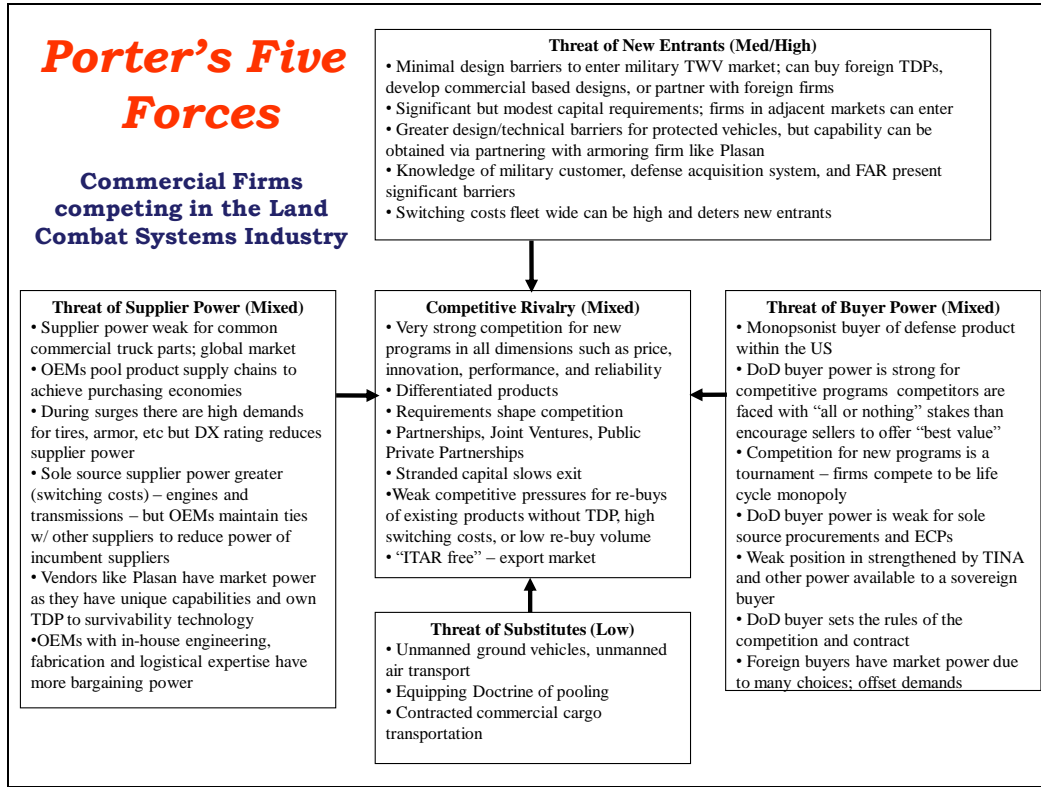 Porter's Five
Forces
Commercial Firms
competing in the Land
Combat Systems Industry
Threat of New Entrants (Med/High)
• Minimal design barriers to enter military TWV market; can buy foreign TDPs,
develop commercial based designs, or partner with foreign firms
• Significant but modest capital requirements; firms in adjacent markets can enter
• Greater design/technical barriers for protected vehicles, but capability can be
obtained via partnering with armoring firm like Plasan
• Knowledge of military customer, defense acquisition system, and FAR present
significant barriers
• Switching costs fleet wide can be high and deters new entrants
Threat of Supplier Power (Mixed)
• Supplier power weak for common
commercial truck parts; global market
• OEMs pool product supply chains to
achieve purchasing economies
• During surges there are high demands
for tires, armor, etc but DX rating reduces
supplier power
• Sole source supplier power greater
(switching costs) – engines and
transmissions – but OEMs maintain ties
w/ other suppliers to reduce power of
incumbent suppliers
• Vendors like Plasan have market power
as they have unique capabilities and own
TDP to survivability technology
•OEMs with in-house engineering,
fabrication and logistical expertise have
more bargaining power
Competitive Rivalry (Mixed)
• Very strong competition for new
programs in all dimensions such as price,
innovation, performance, and reliability
• Differentiated products
• Requirements shape competition
• Partnerships, Joint Ventures, Public
Private Partnerships
• Stranded capital slows exit
•Weak competitive pressures for re-buys
of existing products without TDP, high
switching costs, or low re-buy volume
• "ITAR free" – export market
Threat of Buyer Power (Mixed)
• Monopsonist buyer of defense product
within the US
• DoD buyer power is strong for
competitive programs competitors are
faced with "all or nothing" stakes than
encourage sellers to offer "best value"
• Competition for new programs is a
tournament – firms compete to be life
cycle monopoly
• DoD buyer power is weak for sole
source procurements and ECPs
• Weak position in strengthened by TINA
and other power available to a sovereign
buyer
• DoD buyer sets the rules of the
competition and contract
• Foreign buyers have market power due
to many choices; offset demands
Threat of Substitutes (Low)
• Unmanned ground vehicles, unmanned
air transport
• Equipping Doctrine of pooling
• Contracted commercial cargo
transportation